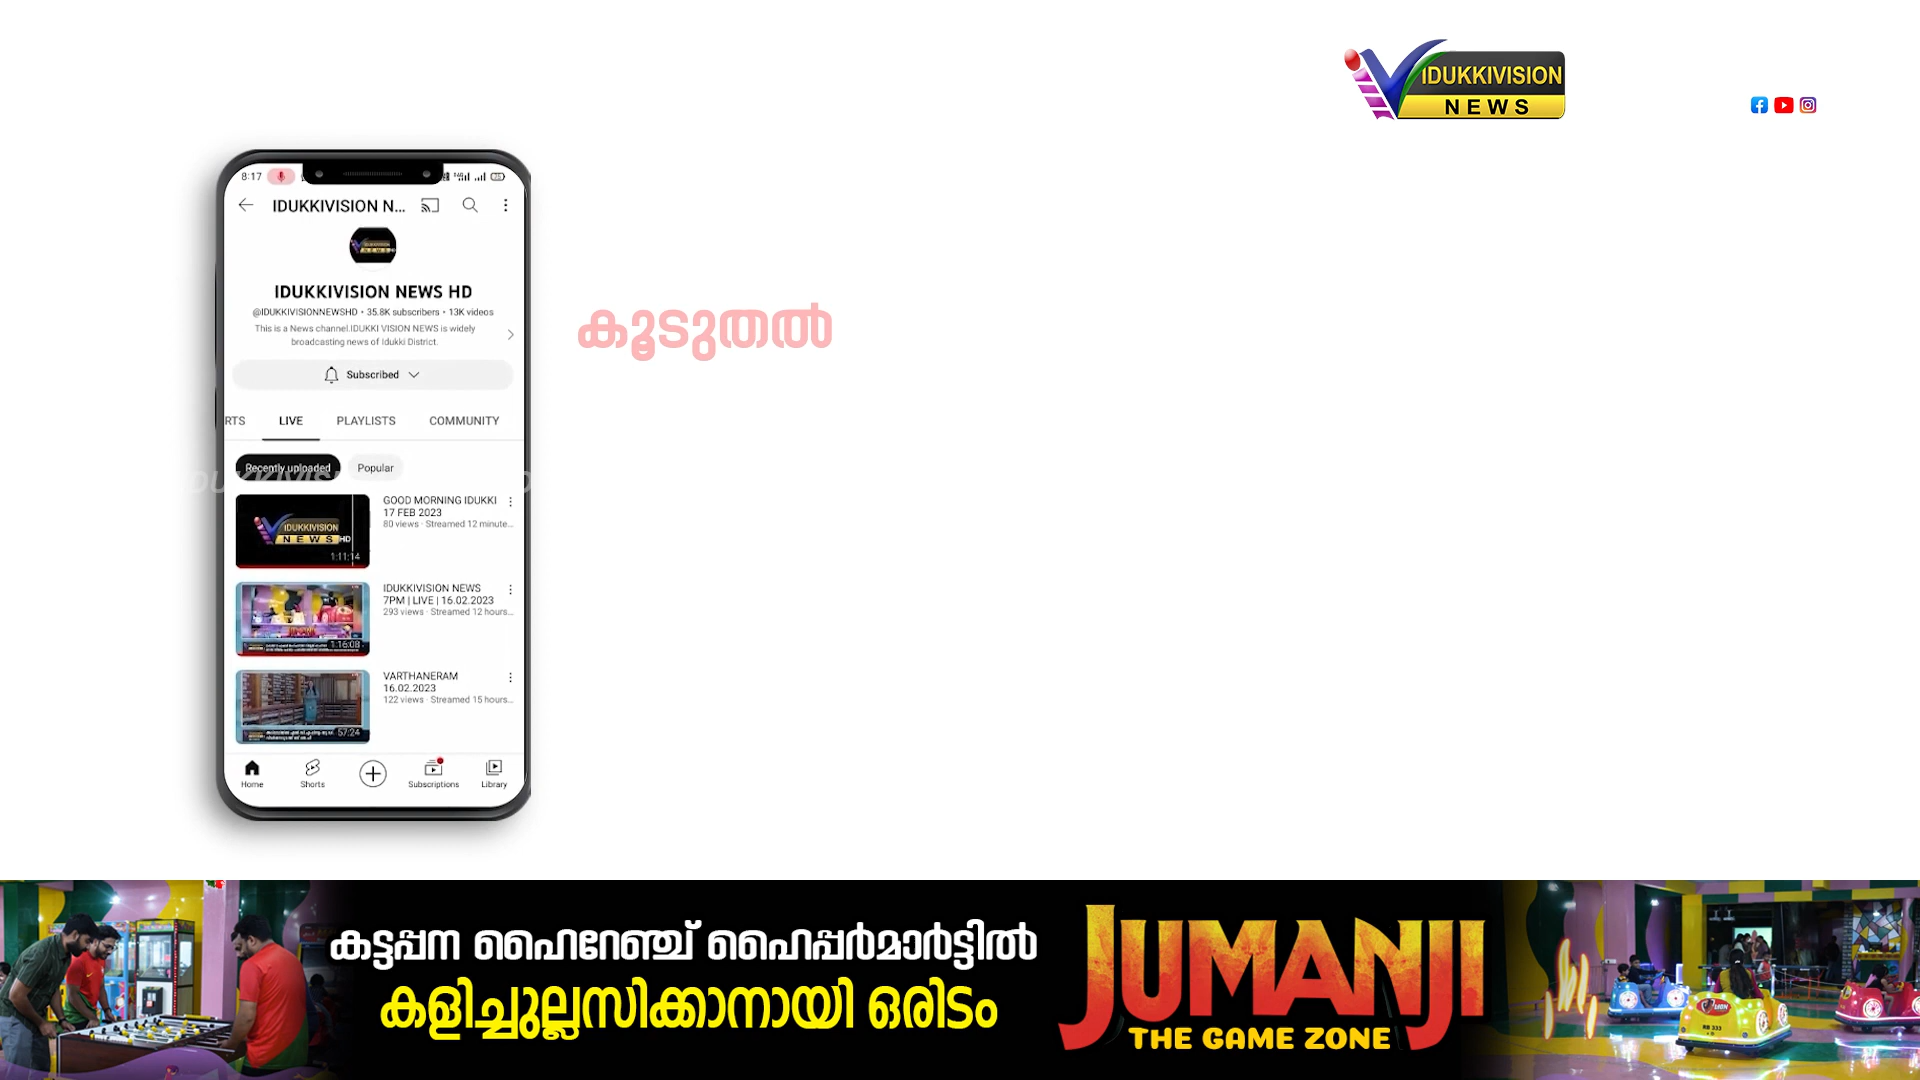 IDUKKIVISION
NEWS
8:17
IDUKKIVISION N...
IDUKKIVISION NEWS HD
@IDUKKIVISIONNEWSHD • 35.8K subscribers • 13K videos
This is a News channel.IDUKKI VISION NEWS is widely
broadcasting news of Idukki District.
Subscribed
കൂടുതൽ
RTS LIVE PLAYLISTS COMMUNITY
Recently uploaded Popular
GOOD MORNING IDUKKI
17 FEB 2023
80 views · Streamed 12 minute...
IDUKKIVISION
NEWS HD
1:11:14
IDUKKIVISION NEWS
7PM | LIVE | 16.02.2023
293 views · Streamed 12 hours...
1:16:08
VARTHANERAM
16.02.2023
122 views · Streamed 15 hours...
57:24
Home Shorts Subscriptions Library
കട്ടപ്പന ഹൈറേഞ്ച് ഹൈപ്പർമാർട്ടിൽ
കളിച്ചുല്ലസിക്കാനായി ഒരിടം
JUMANJI
THE GAME ZONE